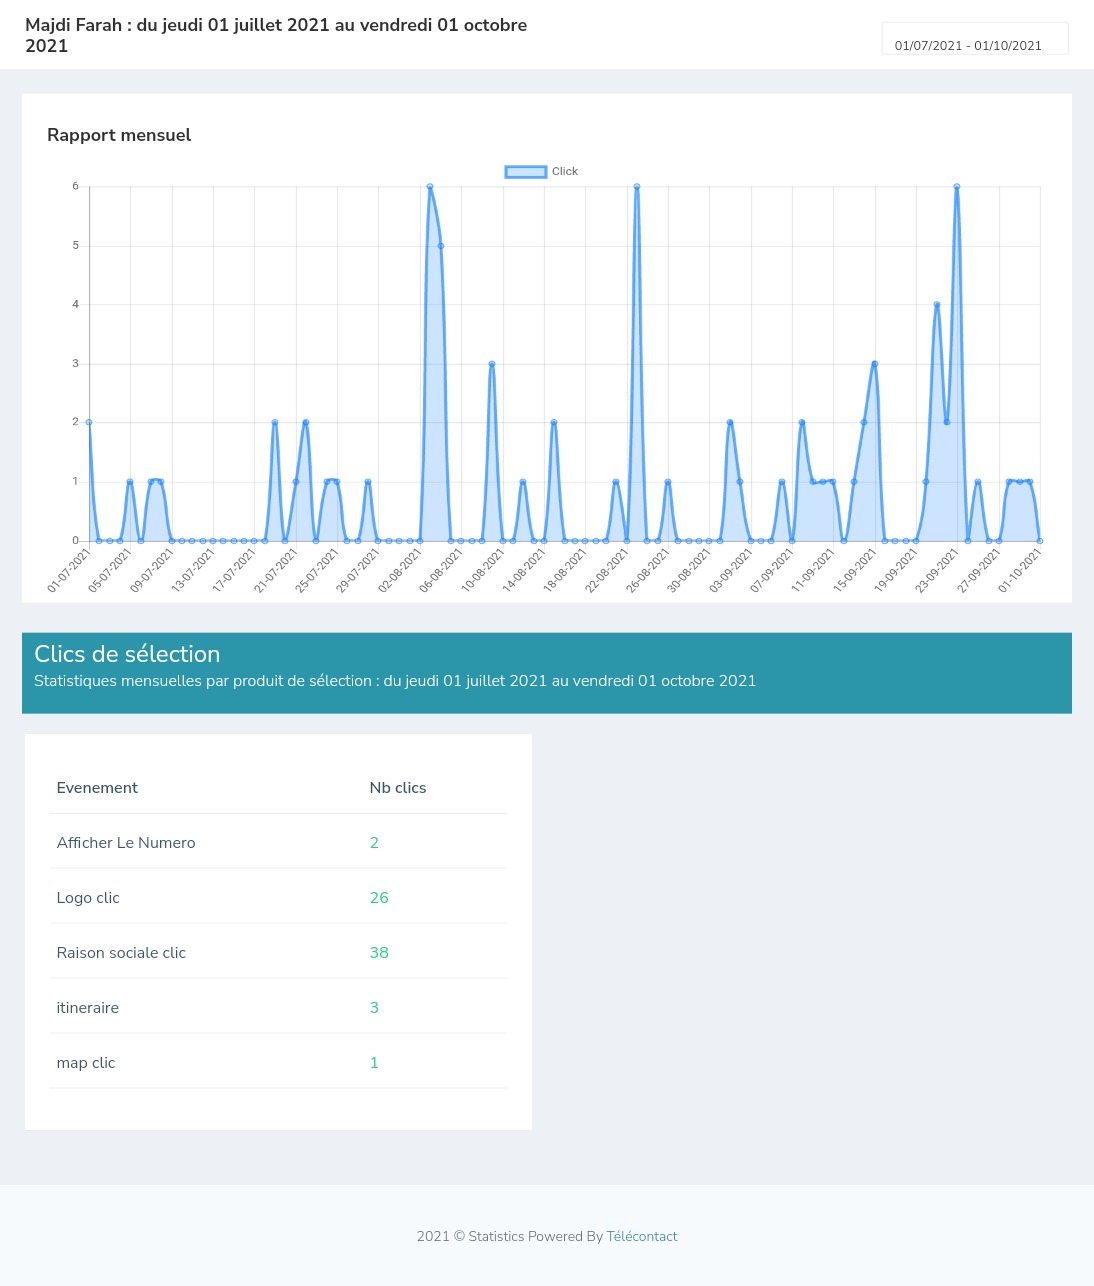 Majdi Farah : du jeudi 01 juillet 2021 au vendredi 01 octobre
2021
01/07/2021 - 01/10/2021
Rapport mensuel
Click
6
5
4
3
2
1
0
01-07-2021
05-07-2021
09-07-2021
13-07-2021
17-07-2021
21-07-2021
25-07-2021
29-07-2021
02-08-2021
06-08-2021
10-08-2021
14-08-2021
18-08-2021
22-08-2021
26-08-2021
30-08-2021
03-09-2021
07-09-2021
11-09-2021
15-09-2021
19-09-2021
23-09-2021
27-09-2021
01-10-2021
Clics de sélection
Statistiques mensuelles par produit de sélection : du jeudi 01 juillet 2021 au vendredi 01 octobre 2021
Evenement Nb clics
Afficher Le Numero 2
Logo clic 26
Raison sociale clic 38
itineraire 3
map clic 1
2021 © Statistics Powered By Télécontact